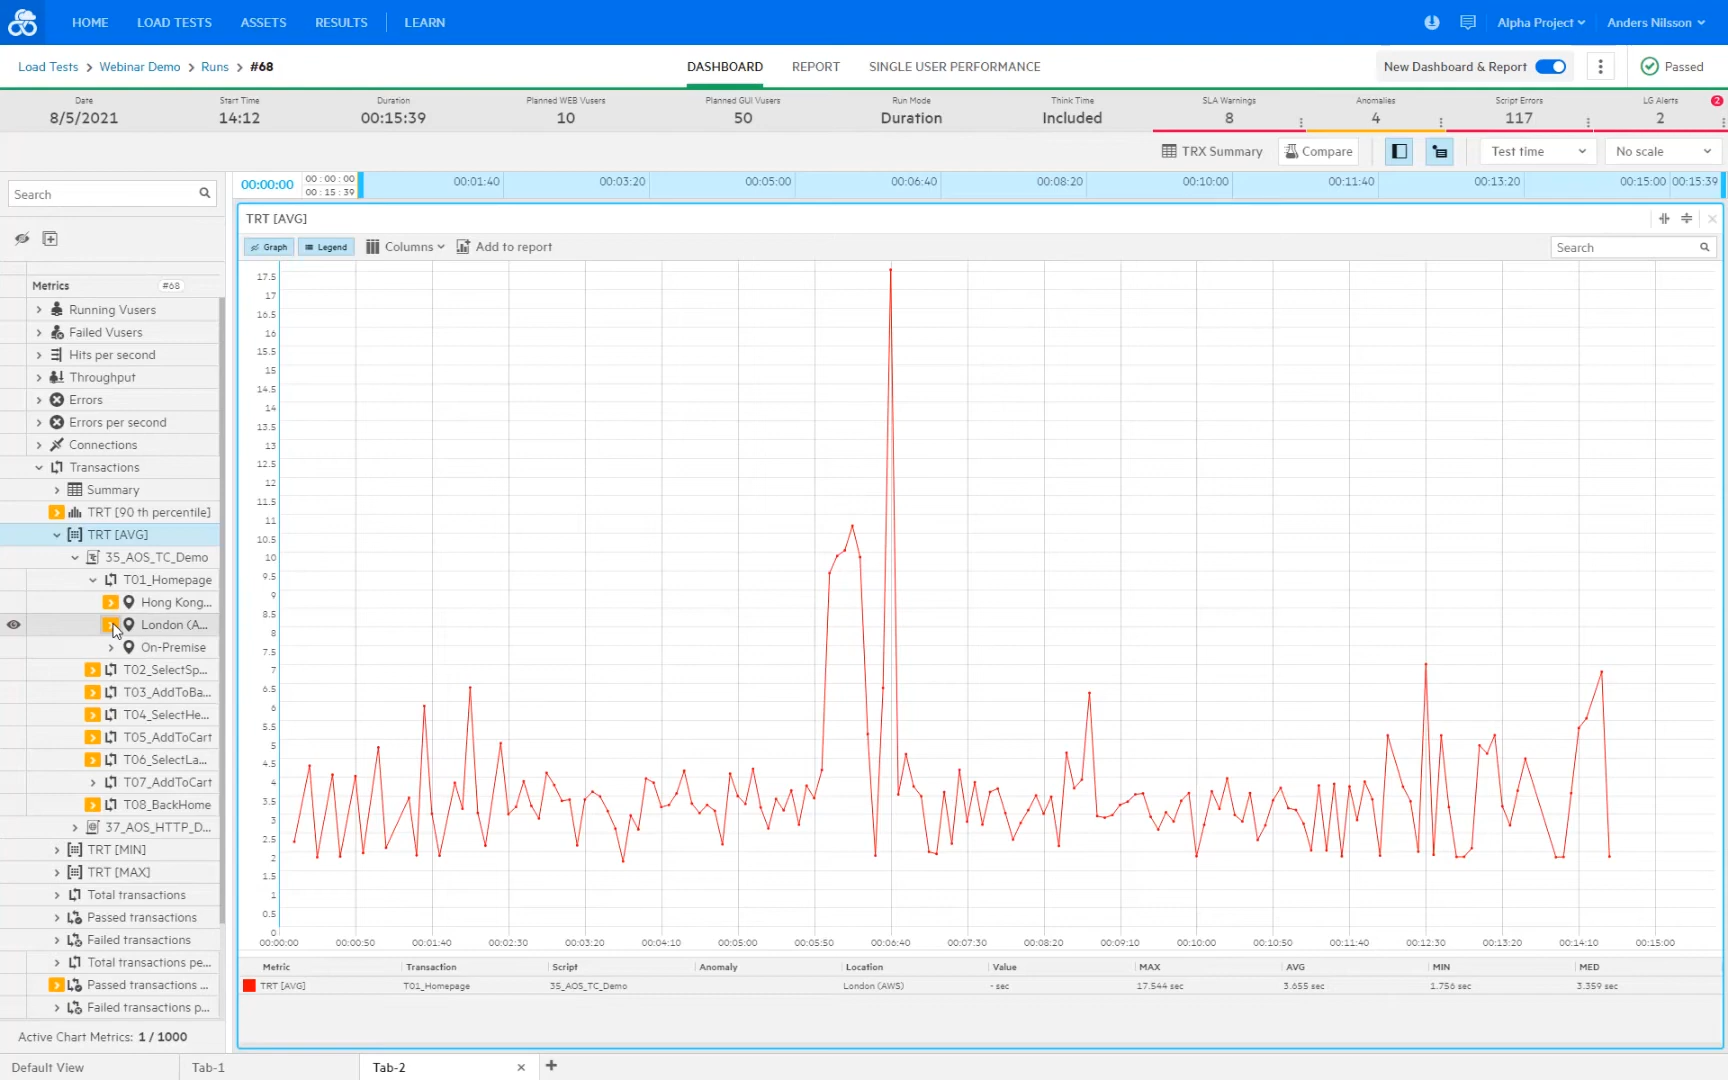 HOME LOAD TESTS ASSETS RESULTS LEARN Alpha Project Anders Nilsson
Load Tests > Webinar Demo > Runs > #68
DASHBOARD REPORT SINGLE USER PERFORMANCE
New Dashboard & Report
Passed
Date Start Time Duration Planned WEB Vusers Planned GUI Vusers Run Mode Think Time SLA Warnings Anomalies Script Errors LG Alerts 2
8/5/2021 14:12 00:15:39 10 50 Duration Included 8 4 117 2
TRX Summary Compare Test time No scale
Search
00:00:00
00 : 00 : 00
00 : 15 : 39
00:01:40 00:03:20 00:05:00 00:06:40 00:08:20 00:10:00 00:11:40 00:13:20 00:15:00 00:15:39
Metrics #68
Running Vusers
Failed Vusers
Hits per second
Throughput
Errors
Errors per second
Connections
Transactions
Summary
TRT [90 th percentile]
TRT [AVG]
35_AOS_TC_Demo
T01_Homepage
Hong Kong...
London (A...
On-Premise
T02_SelectSp...
T03_AddToBa...
T04_SelectHe...
T05_AddToCart
T06_SelectLa...
T07_AddToCart
T08_BackHome
37_AOS_HTTP_D...
TRT [MIN]
TRT [MAX]
Total transactions
Passed transactions
Failed transactions
Total transactions pe...
Passed transactions ...
Failed transactions p...
Active Chart Metrics: 1 / 1000
TRT [AVG]
Graph Legend Columns Add to report Search
17.5
17
16.5
16
15.5
15
14.5
14
13.5
13
12.5
12
11.5
11
10.5
10
9.5
9
8.5
8
7.5
7
6.5
6
5.5
5
4.5
4
3.5
3
2.5
2
1.5
1
0.5
0
00:00:00 00:00:50 00:01:40 00:02:30 00:03:20 00:04:10 00:05:00 00:05:50 00:06:40 00:07:30 00:08:20 00:09:10 00:10:00 00:10:50 00:11:40 00:12:30 00:13:20 00:14:10 00:15:00
Metric Transaction Script Anomaly Location Value MAX AVG MIN MED
TRT [AVG] T01_Homepage 35_AOS_TC_Demo London (AWS) - sec 17.544 sec 3.655 sec 1.756 sec 3.359 sec
Default View Tab-1 Tab-2